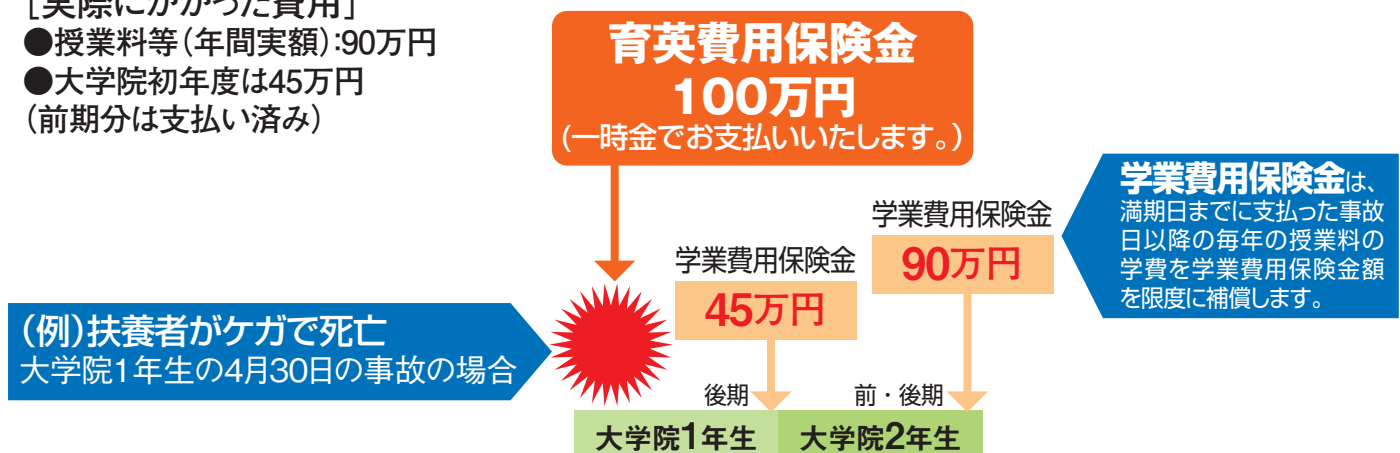 [実際にかかった費用]
●授業料等(年間実額):90万円
●大学院初年度は45万円
(前期分は支払い済み)
育英費用保険金
100万円
(一時金でお支払いいたします。)
学業費用保険金は、
満期日までに支払った事故
日以降の毎年の授業料の
学費を学業費用保険金額
を限度に補償します。
学業費用保険金
90万円
学業費用保険金
45万円
(例)扶養者がケガで死亡
大学院1年生の4月30日の事故の場合
後期
前・後期
大学院1年生
大学院2年生